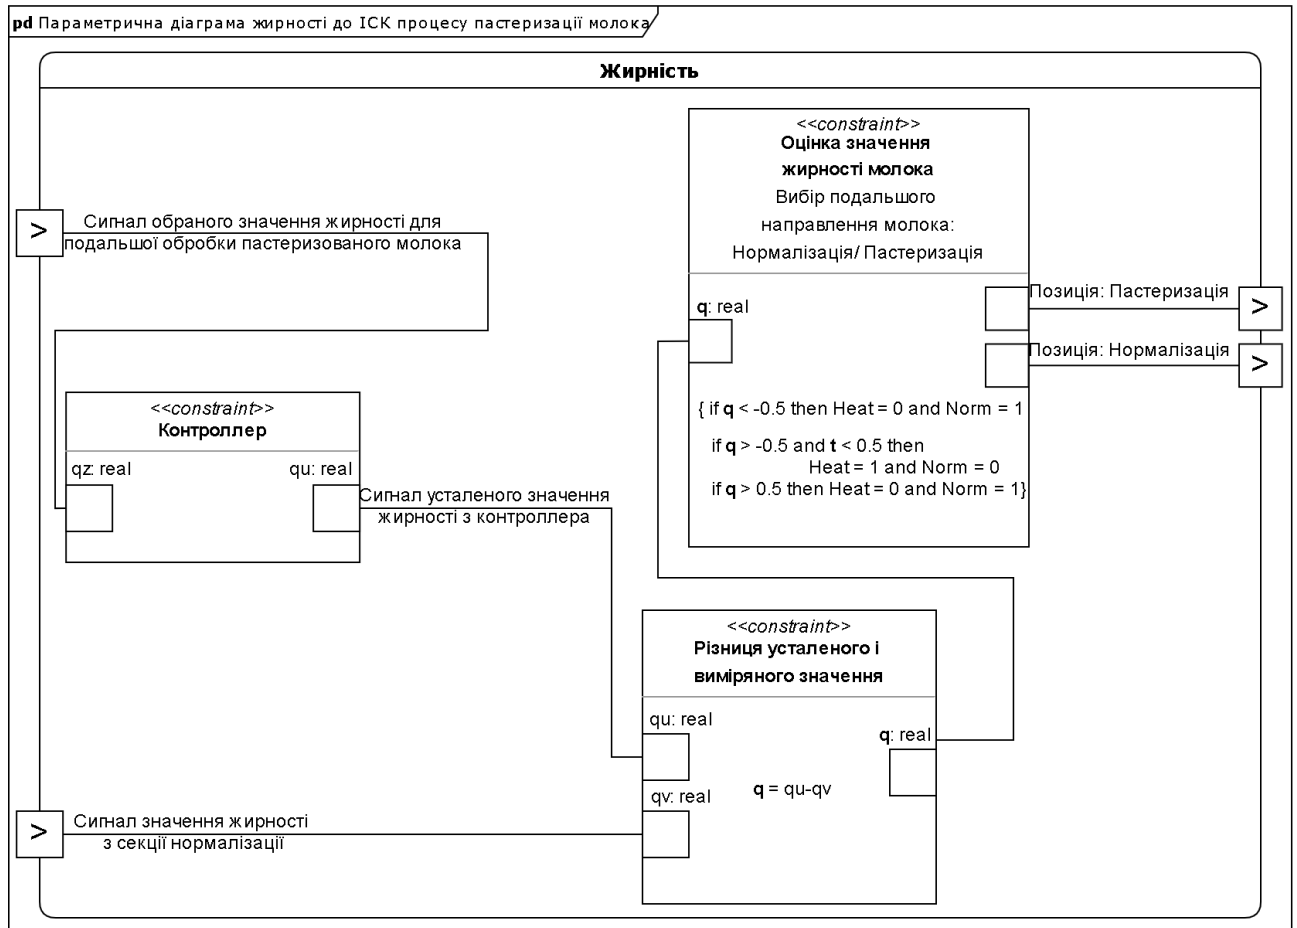 pd Параметрична діаграма жирності до ІСК процесу пастеризації молока
Жирність
<<constraint>>
Оцінка значення
жирності молока
Вибір подальшого
направлення молока:
Нормалізація/ Пастеризація
>
Сигнал обраного значення жирності для
подальшої обробки пастеризованого молока
q: real
Позиція: Пастеризація
>
Позиція: Нормалізація
>
{ if q < -0.5 then Heat = 0 and Norm = 1
if q > -0.5 and t < 0.5 then
Heat = 1 and Norm = 0
if q > 0.5 then Heat = 0 and Norm = 1}
<<constraint>>
Контроллер
qz: real
qu: real
Сигнал усталеного значення
жирності з контроллера
<<constraint>>
Різниця усталеного і
виміряного значення
qu: real
q: real
qv: real
q = qu-qv
>
Сигнал значення жирності
з секції нормалізації